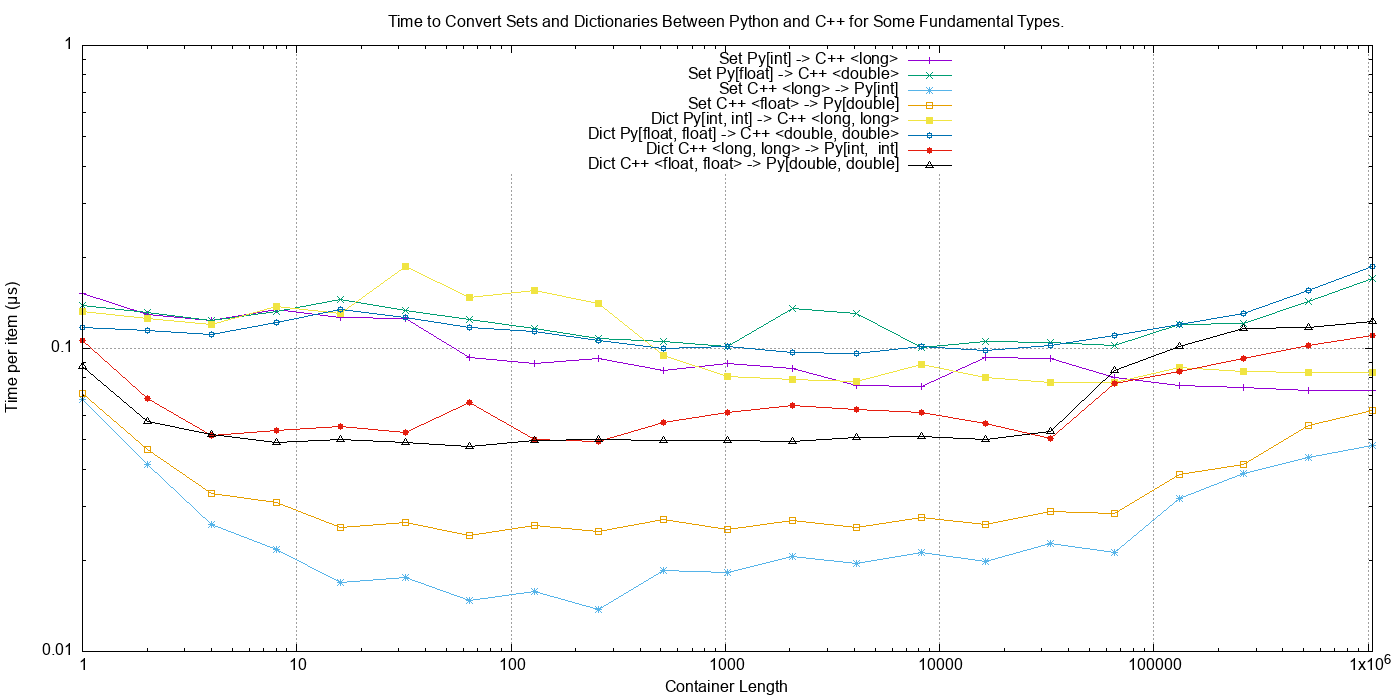 Time to Convert Sets and Dictionaries Between Python and C++ for Some Fundamental Types.
1
Set Py[int] -> C++ <long>
Set Py[float] -> C++ <double>
Set C++ <long> -> Py[int]
Set C++ <float> -> Py[double]
Dict Py[int, int] -> C++ <long, long>
Dict Py[float, float] -> C++ <double, double>
Dict C++ <long, long> -> Py[int,  int]
Dict C++ <float, float> -> Py[double, double]
Time per item (µs)
0.1
0.01
1 10 100 1000 10000 100000 1x10⁶
Container Length